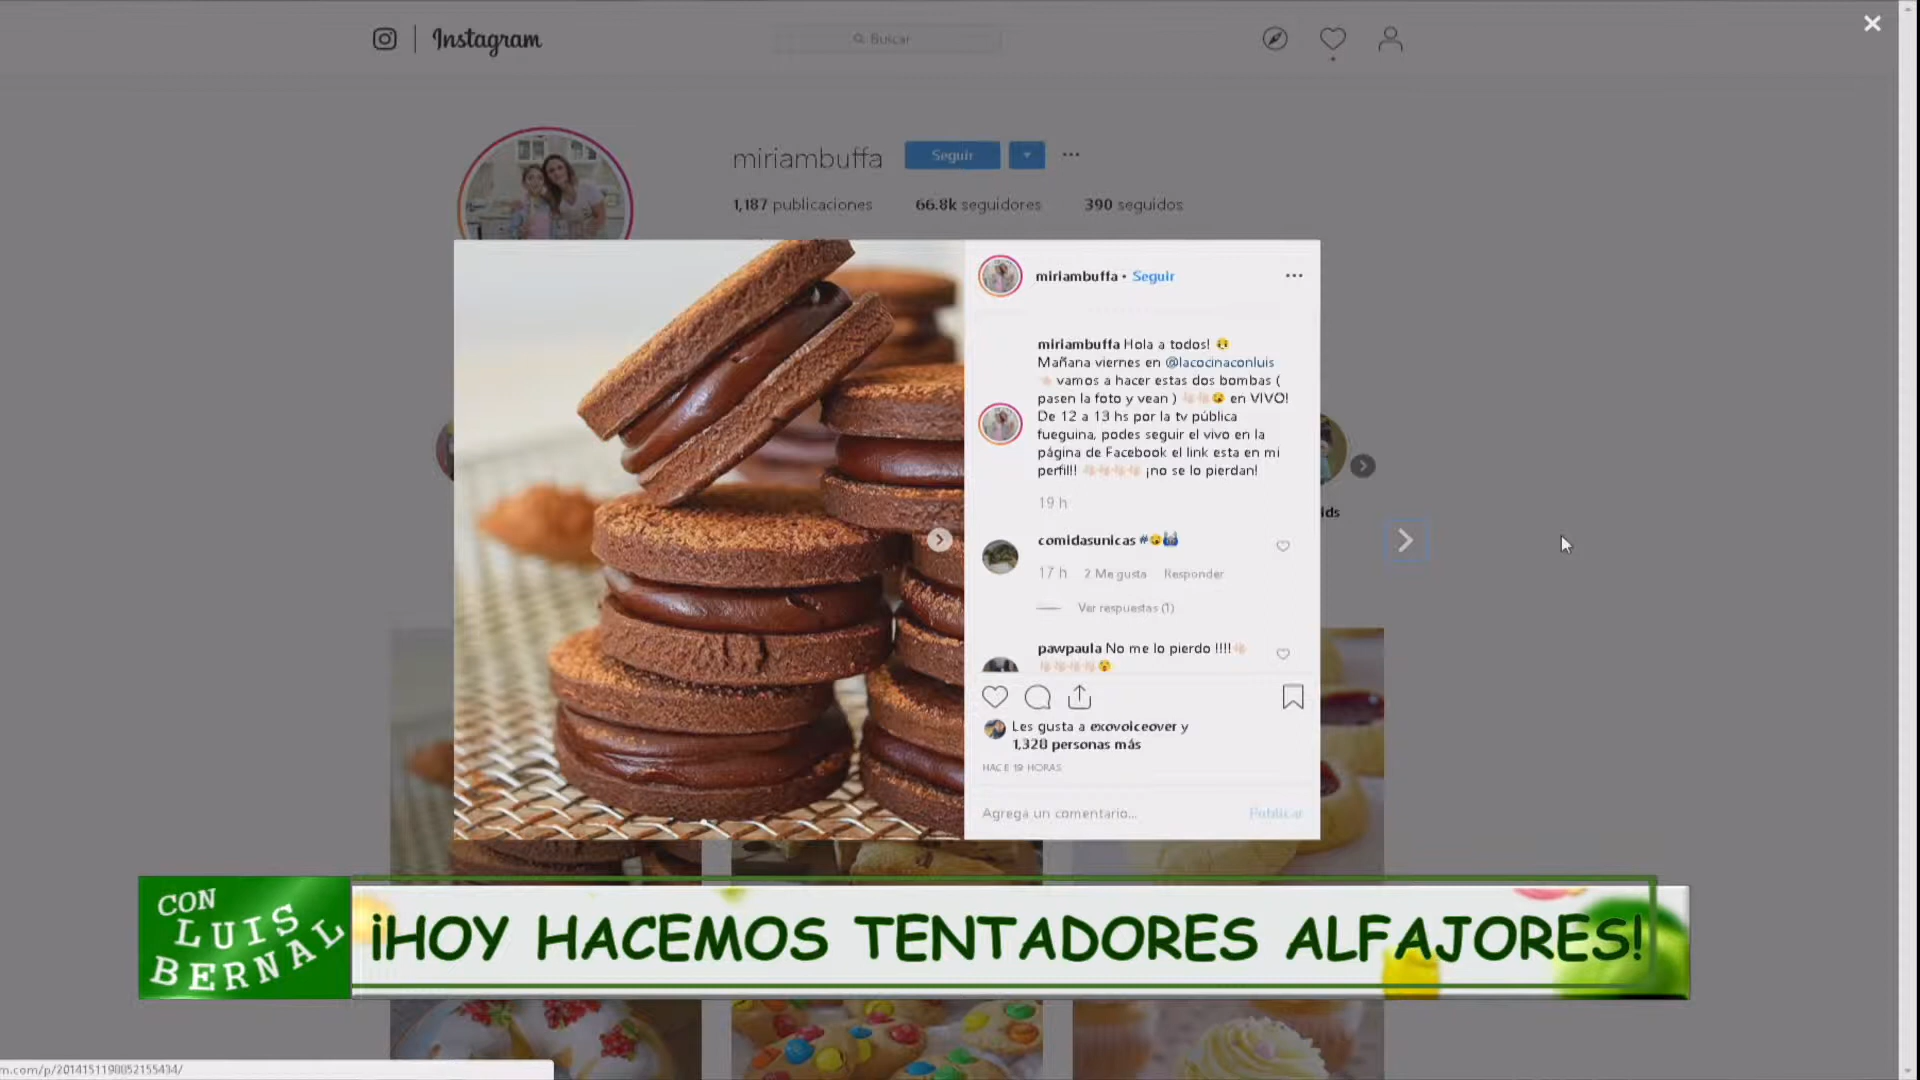 Instagram
Buscar
miriambuffa Seguir
1,187 publicaciones 66.8k seguidores 390 seguidos
miriambuffa • Seguir
miriambuffa Hola a todos!
Mañana viernes en @lacocinaconluis
vamos a hacer estas dos bombas (
pasen la foto y vean ) en VIVO!
De 12 a 13 hs por la tv pública
fueguina, podes seguir el vivo en la
página de Facebook el link esta en mi
perfil!! ¡no se lo pierdan!
19 h
comidasunicas #
17 h 2 Me gusta Responder
Ver respuestas (1)
pawpaula No me lo pierdo !!!!
Les gusta a exovoiceover y
1,328 personas más
HACE 19 HORAS
Agrega un comentario... Publicar
ids
CON
LUIS
BERNAL
¡HOY HACEMOS TENTADORES ALFAJORES!